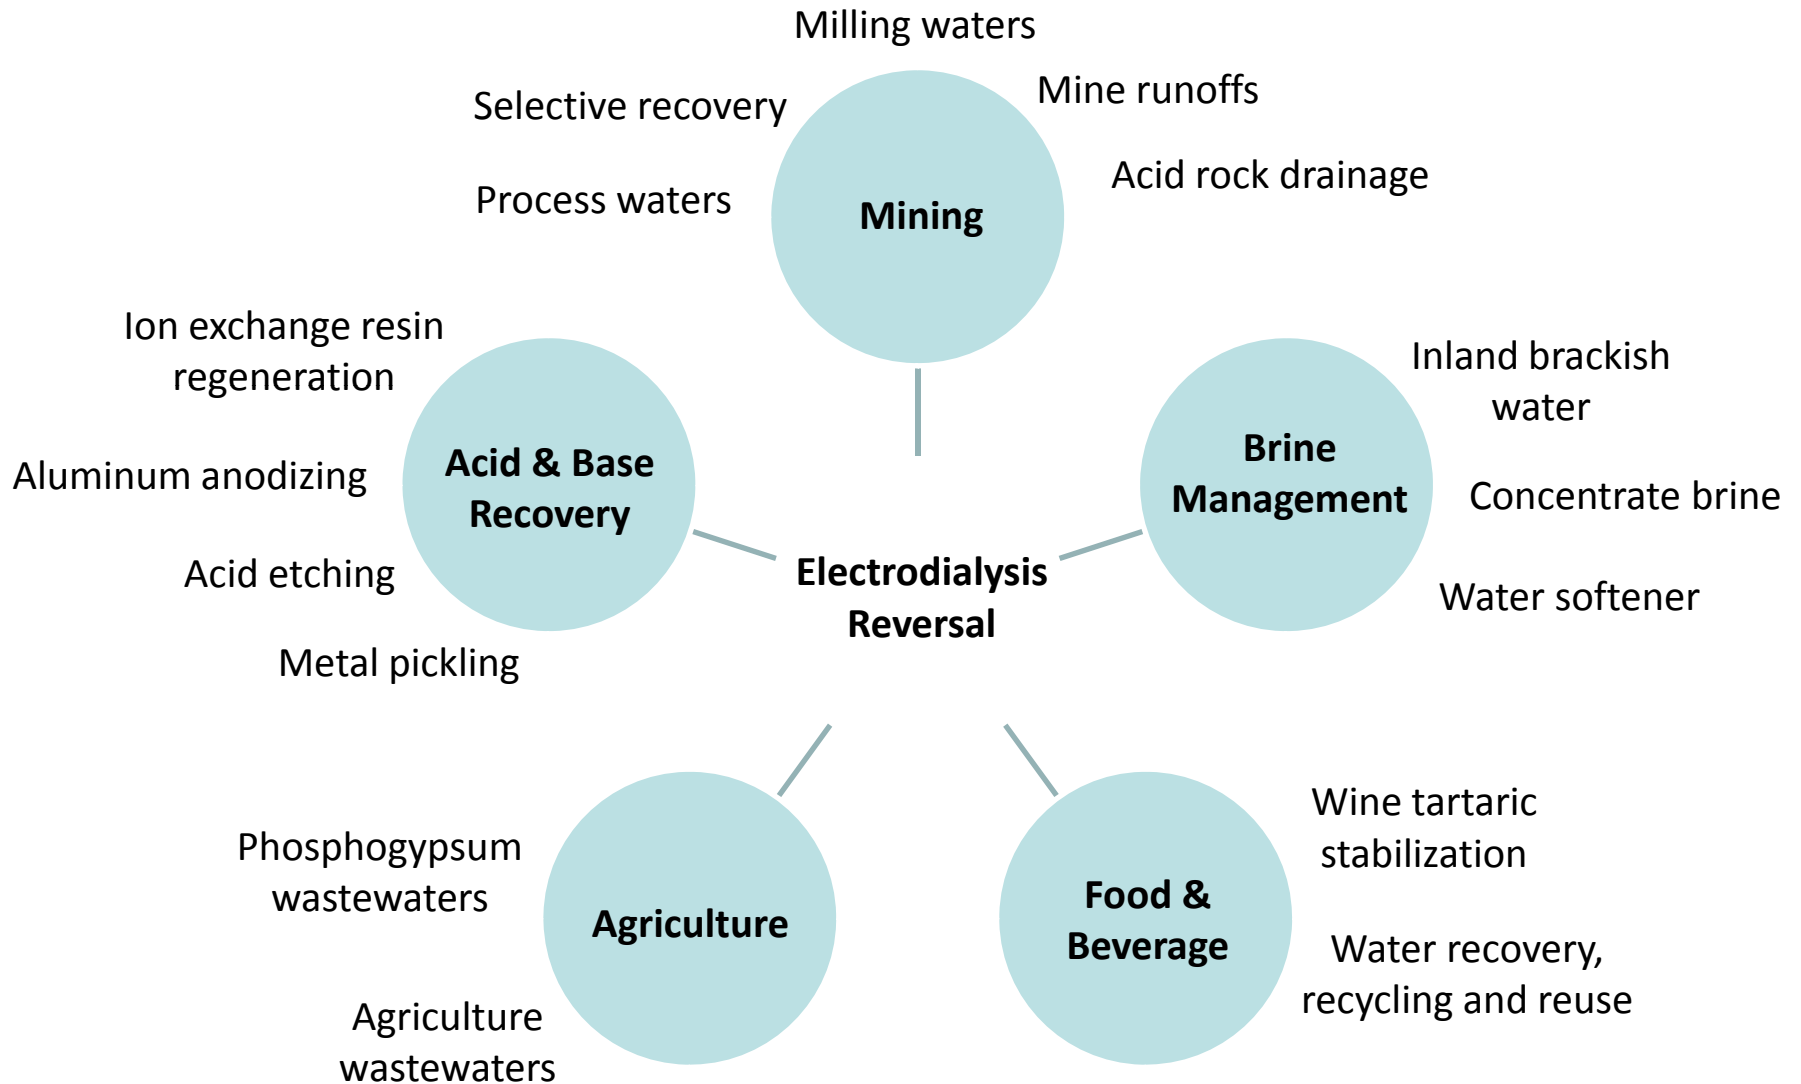 Milling waters
Selective recovery
Mine runoffs
Process waters
Acid rock drainage
Mining
Ion exchange resin
regeneration
Aluminum anodizing
Acid etching
Metal pickling
Acid & Base
Recovery
Inland brackish
water
Concentrate brine
Water softener
Brine
Management
Electrodialysis
Reversal
Phosphogypsum
wastewaters
Agriculture
wastewaters
Agriculture
Food &
Beverage
Wine tartaric
stabilization
Water recovery,
recycling and reuse